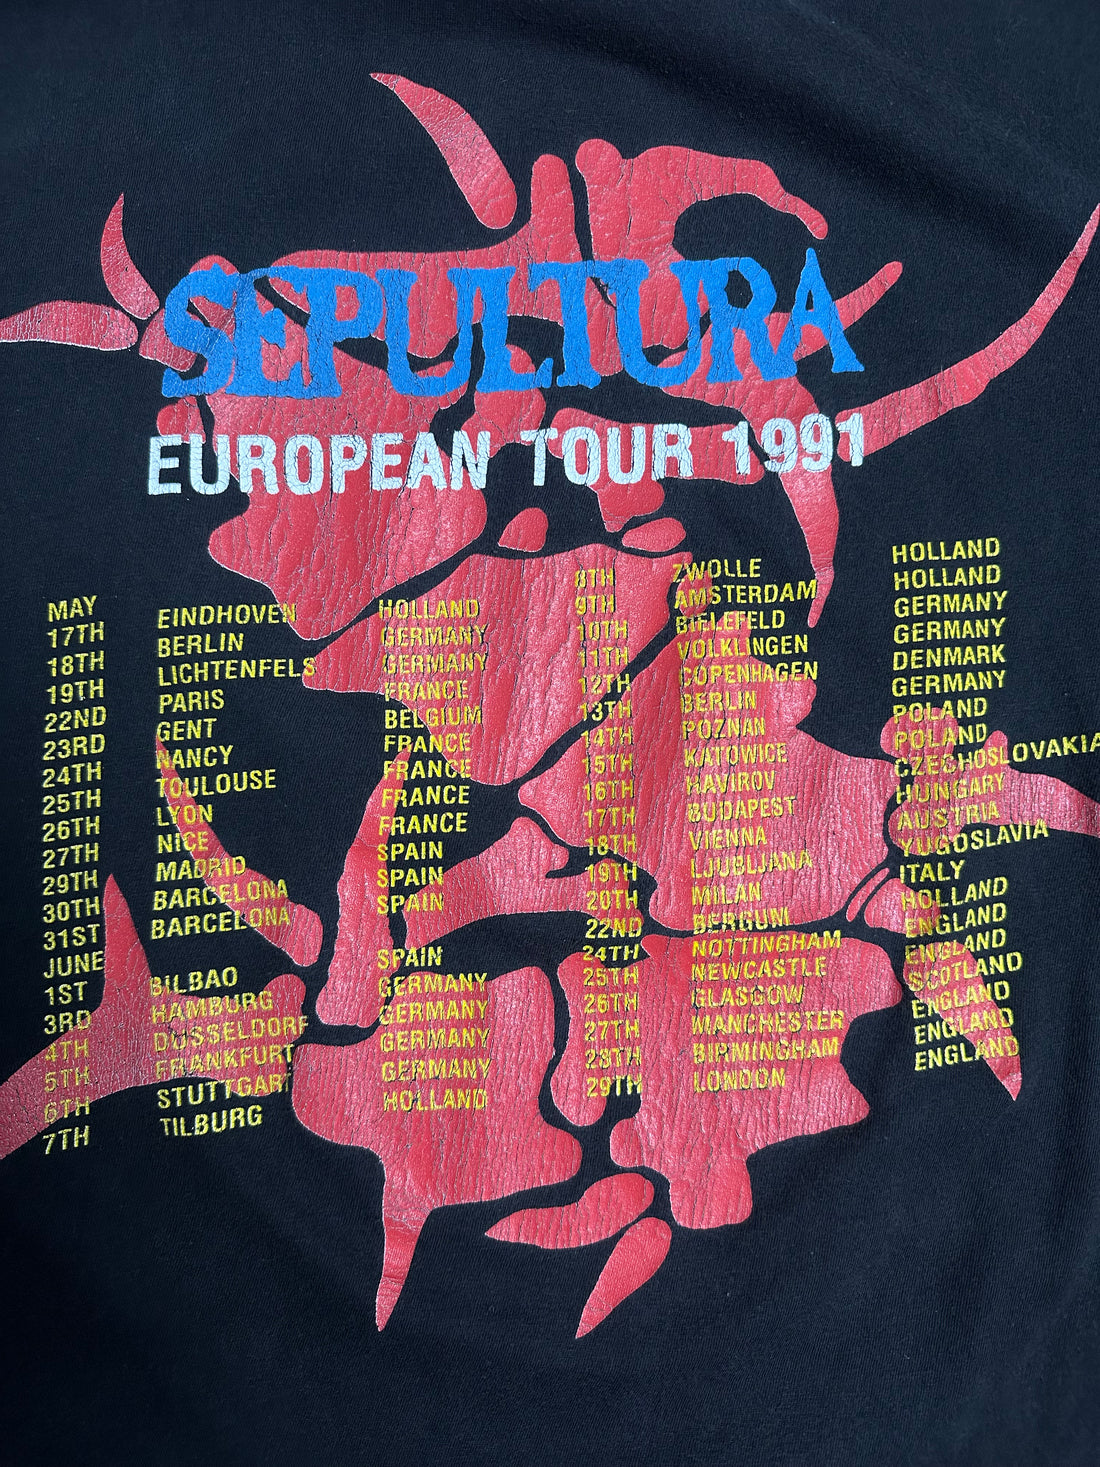 SEPULTURA
EUROPEAN TOUR 1991
MAY
17TH EINDHOVEN HOLLAND
18TH BERLIN GERMANY
19TH LICHTENFELS GERMANY
22ND PARIS FRANCE
23RD GENT BELGIUM
24TH NANCY FRANCE
25TH TOULOUSE FRANCE
26TH LYON FRANCE
27TH NICE FRANCE
29TH MADRID SPAIN
30TH BARCELONA SPAIN
31ST BARCELONA SPAIN
JUNE
1ST BILBAO SPAIN
3RD HAMBURG GERMANY
4TH DUSSELDORF GERMANY
5TH FRANKFURT GERMANY
6TH STUTTGART GERMANY
7TH TILBURG HOLLAND
8TH ZWOLLE HOLLAND
9TH AMSTERDAM HOLLAND
10TH BIELEFELD GERMANY
11TH VOLKLINGEN GERMANY
12TH COPENHAGEN DENMARK
13TH BERLIN GERMANY
14TH POZNAN POLAND
15TH KATOWICE POLAND
16TH HAVIROV CZECHOSLOVAKIA
17TH BUDAPEST HUNGARY
18TH VIENNA AUSTRIA
19TH LJUBLJANA YUGOSLAVIA
20TH MILAN ITALY
22ND BERGUM HOLLAND
24TH NOTTINGHAM ENGLAND
25TH NEWCASTLE ENGLAND
26TH GLASGOW SCOTLAND
27TH MANCHESTER ENGLAND
28TH BIRMINGHAM ENGLAND
29TH LONDON ENGLAND